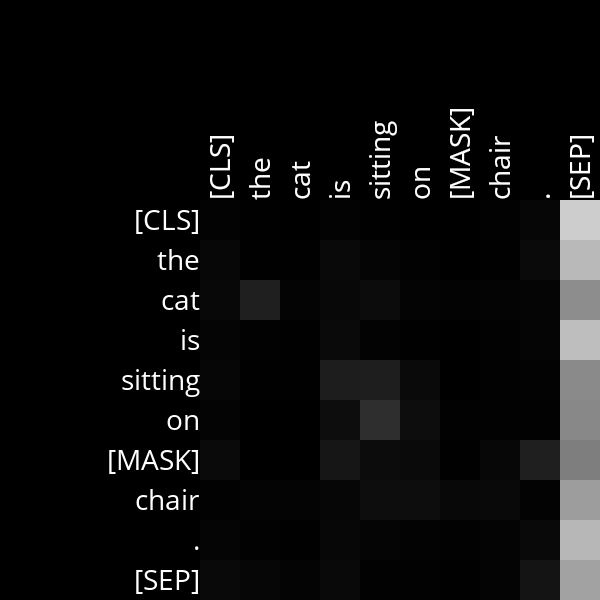 [CLS] the cat is sitting on [MASK] chair . [SEP]
[CLS]
the
cat
is
sitting
on
[MASK]
chair
.
[SEP]